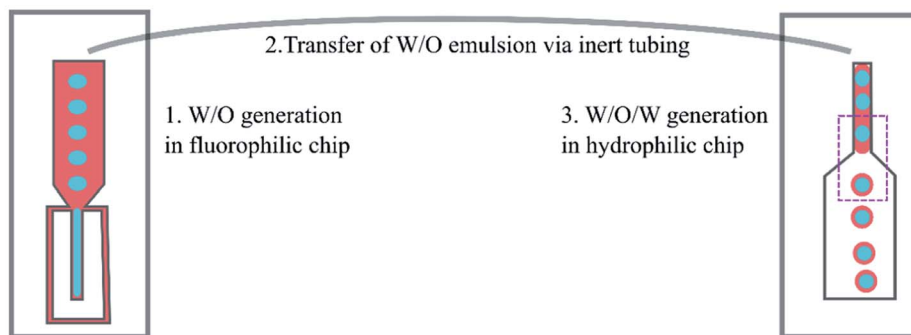 2.Transfer of W/O emulsion via inert tubing
1. W/O generation
in fluorophilic chip
3. W/O/W generation
in hydrophilic chip